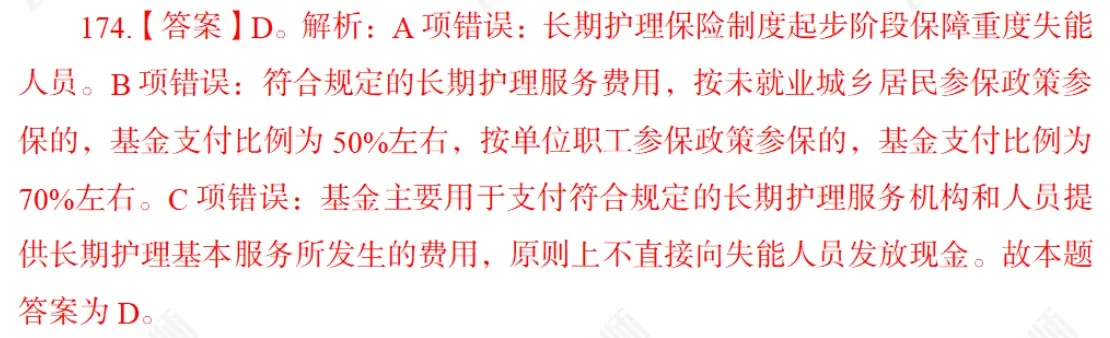 174.【答案】D。解析：A 项错误：长期护理保险制度起步阶段保障重度失能
人员。B 项错误：符合规定的长期护理服务费用，按未就业城乡居民参保政策参
保的，基金支付比例为 50%左右，按单位职工参保政策参保的，基金支付比例为
70%左右。C 项错误：基金主要用于支付符合规定的长期护理服务机构和人员提
供长期护理基本服务所发生的费用，原则上不直接向失能人员发放现金。故本题
答案为 D。